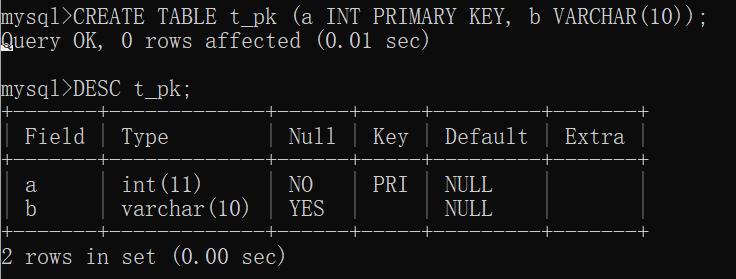 mysql>CREATE TABLE t_pk (a INT PRIMARY KEY, b VARCHAR(10));
Query OK, 0 rows affected (0.01 sec)
mysql>DESC t_pk;
+-------+-------------+------+-----+---------+-------+
| Field | Type | Null | Key | Default | Extra |
+-------+-------------+------+-----+---------+-------+
| a | int(11) | NO | PRI | NULL | |
| b | varchar(10) | YES | | NULL | |
+-------+-------------+------+-----+---------+-------+
2 rows in set (0.00 sec)